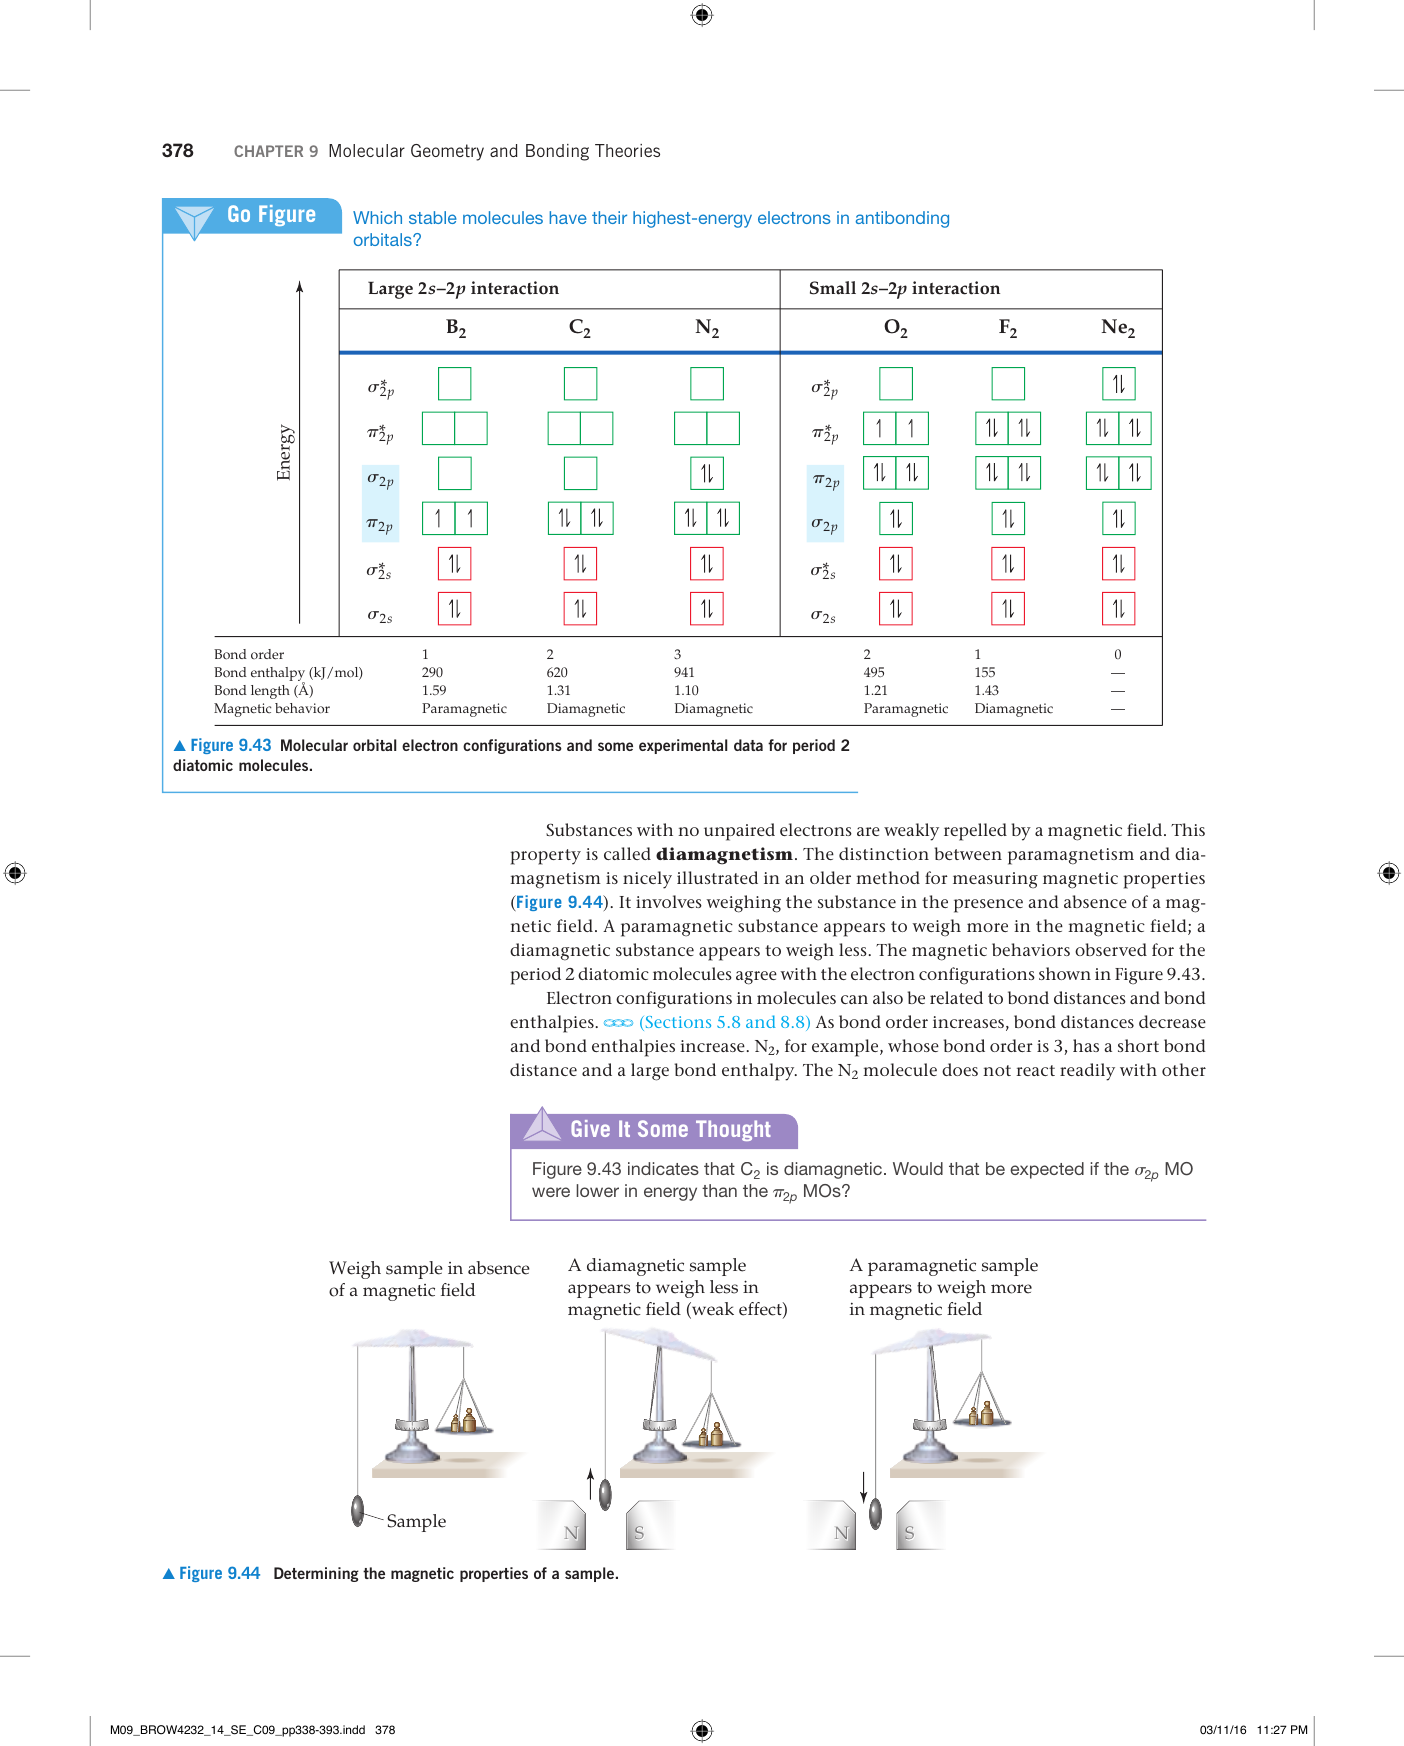 378 CHAPTER 9 Molecular Geometry and Bonding Theories
Go Figure
Which stable molecules have their highest-energy electrons in antibonding
orbitals?
Large 2s–2p interaction Small 2s–2p interaction
B₂ C₂ N₂ O₂ F₂ Ne₂
Energy
σ*₂p σ*₂p ⥮
π*₂p π*₂p 1 1 ⥮ ⥮ ⥮ ⥮
σ₂p ⥮ π₂p ⥮ ⥮ ⥮ ⥮ ⥮ ⥮
π₂p 1 1 ⥮ ⥮ ⥮ ⥮ σ₂p ⥮ ⥮ ⥮
σ*₂s ⥮ ⥮ ⥮ σ*₂s ⥮ ⥮ ⥮
σ₂s ⥮ ⥮ ⥮ σ₂s ⥮ ⥮ ⥮
Bond order 1 2 3 2 1 0
Bond enthalpy (kJ/mol) 290 620 941 495 155 —
Bond length (Å) 1.59 1.31 1.10 1.21 1.43 —
Magnetic behavior Paramagnetic Diamagnetic Diamagnetic Paramagnetic Diamagnetic —
▲ Figure 9.43 Molecular orbital electron configurations and some experimental data for period 2
diatomic molecules.
Substances with no unpaired electrons are weakly repelled by a magnetic field. This
property is called diamagnetism. The distinction between paramagnetism and dia-
magnetism is nicely illustrated in an older method for measuring magnetic properties
(Figure 9.44). It involves weighing the substance in the presence and absence of a mag-
netic field. A paramagnetic substance appears to weigh more in the magnetic field; a
diamagnetic substance appears to weigh less. The magnetic behaviors observed for the
period 2 diatomic molecules agree with the electron configurations shown in Figure 9.43.
Electron configurations in molecules can also be related to bond distances and bond
enthalpies. (Sections 5.8 and 8.8) As bond order increases, bond distances decrease
and bond enthalpies increase. N₂, for example, whose bond order is 3, has a short bond
distance and a large bond enthalpy. The N₂ molecule does not react readily with other
Give It Some Thought
Figure 9.43 indicates that C₂ is diamagnetic. Would that be expected if the σ₂p MO
were lower in energy than the π₂p MOs?
Weigh sample in absence
of a magnetic field
A diamagnetic sample
appears to weigh less in
magnetic field (weak effect)
A paramagnetic sample
appears to weigh more
in magnetic field
Sample
N S
N S
▲ Figure 9.44 Determining the magnetic properties of a sample.
M09_BROW4232_14_SE_C09_pp338-393.indd 378 03/11/16 11:27 PM